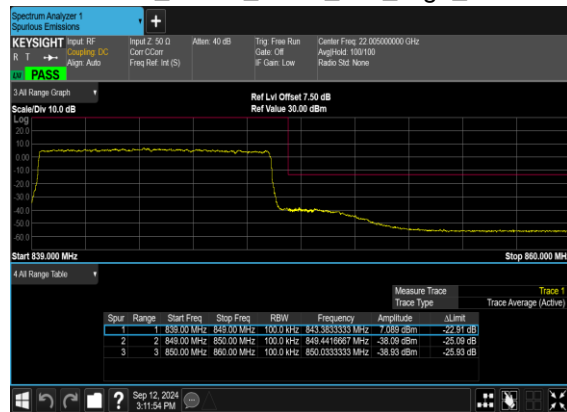 Spectrum Analyzer 1
Spurious Emissions
KEYSIGHT Input: RF Input Z: 50 Ω Atten: 40 dB Trig: Free Run Center Freq: 22.005000000 GHz
R T Coupling: DC Corr CCorr Gate: Off Avg|Hold: 100/100
Align: Auto Freq Ref: Int (S) IF Gain: Low Radio Std: None
LXI PASS
3 All Range Graph
Ref Lvl Offset 7.50 dB
Scale/Div 10.0 dB Ref Value 30.00 dBm
Log
20.0
10.0
0.00
-10.0
-20.0
-30.0
-40.0
-50.0
-60.0
Start 839.000 MHz Stop 860.000 MH
4 All Range Table
Measure Trace Trace 1
Trace Type Trace Average (Active)
Spur Range Start Freq Stop Freq RBW Frequency Amplitude ΔLimit
1 1 839.00 MHz 849.00 MHz 100.0 kHz 843.3833333 MHz 7.089 dBm -22.91 dB
2 2 849.00 MHz 850.00 MHz 100.0 kHz 849.4416667 MHz -38.09 dBm -25.09 dB
3 3 850.00 MHz 860.00 MHz 100.0 kHz 850.0333333 MHz -38.93 dBm -25.93 dB
? Sep 12, 2024
3:11:54 PM